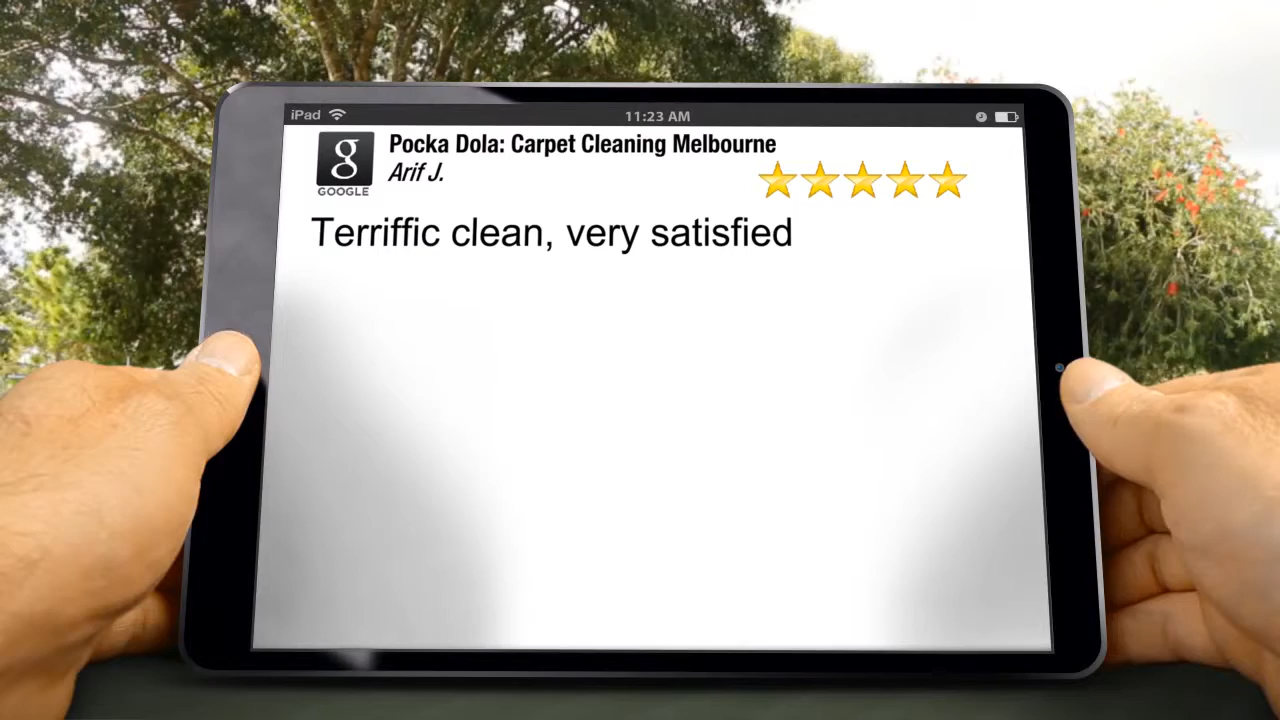 iPad 11:23 AM
Pocka Dola: Carpet Cleaning Melbourne
g
GOOGLE
Arif J.
Terriffic clean, very satisfied